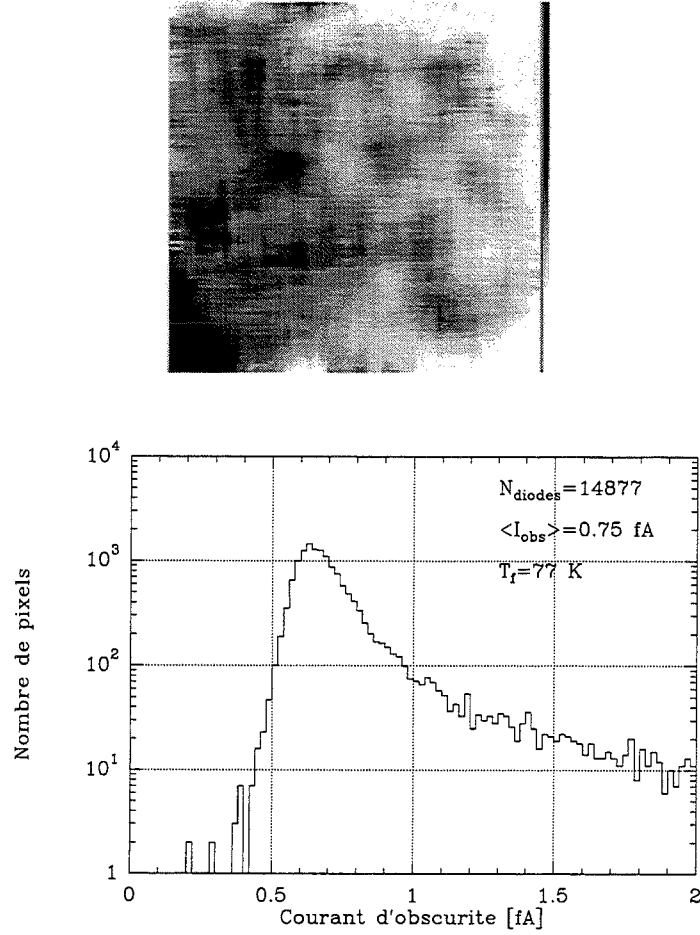 10⁴
10³
10²
10¹
1
Nombre de pixels
N_diodes=14877
<I_obs>=0.75 fA
T_f=77 K
0 0.5 1 1.5 2
Courant d'obscurite [fA]